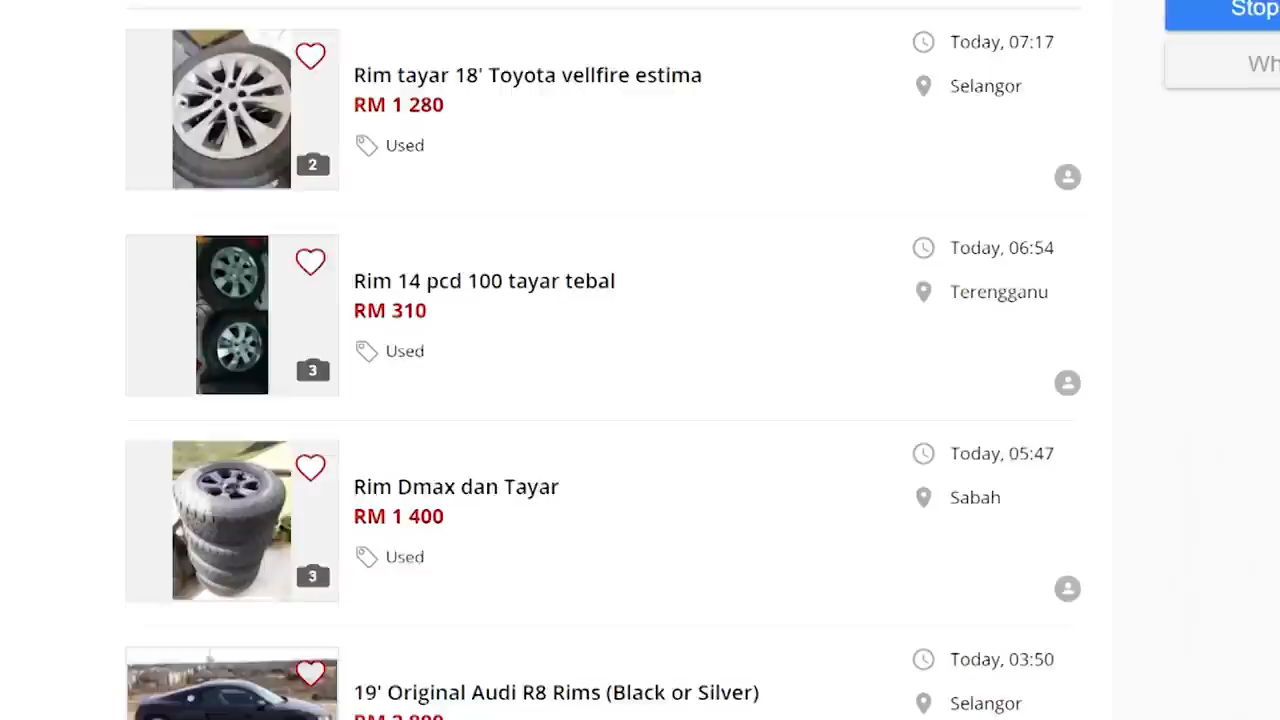 Stop
Wh
Today, 07:17
Rim tayar 18' Toyota vellfire estima
RM 1 280
Selangor
Used
2
Today, 06:54
Rim 14 pcd 100 tayar tebal
RM 310
Terengganu
Used
3
Today, 05:47
Rim Dmax dan Tayar
RM 1 400
Sabah
Used
3
Today, 03:50
19' Original Audi R8 Rims (Black or Silver)
Selangor
RM